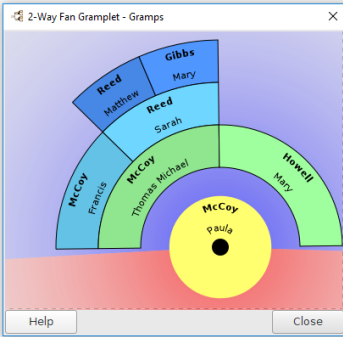 2-Way Fan Gramplet - Gramps
Gibbs
Mary
Reed
Matthew
Reed
Sarah
McCoy
Francis
McCoy
Thomas Michael
Howell
Mary
McCoy
Paula
Help
Close